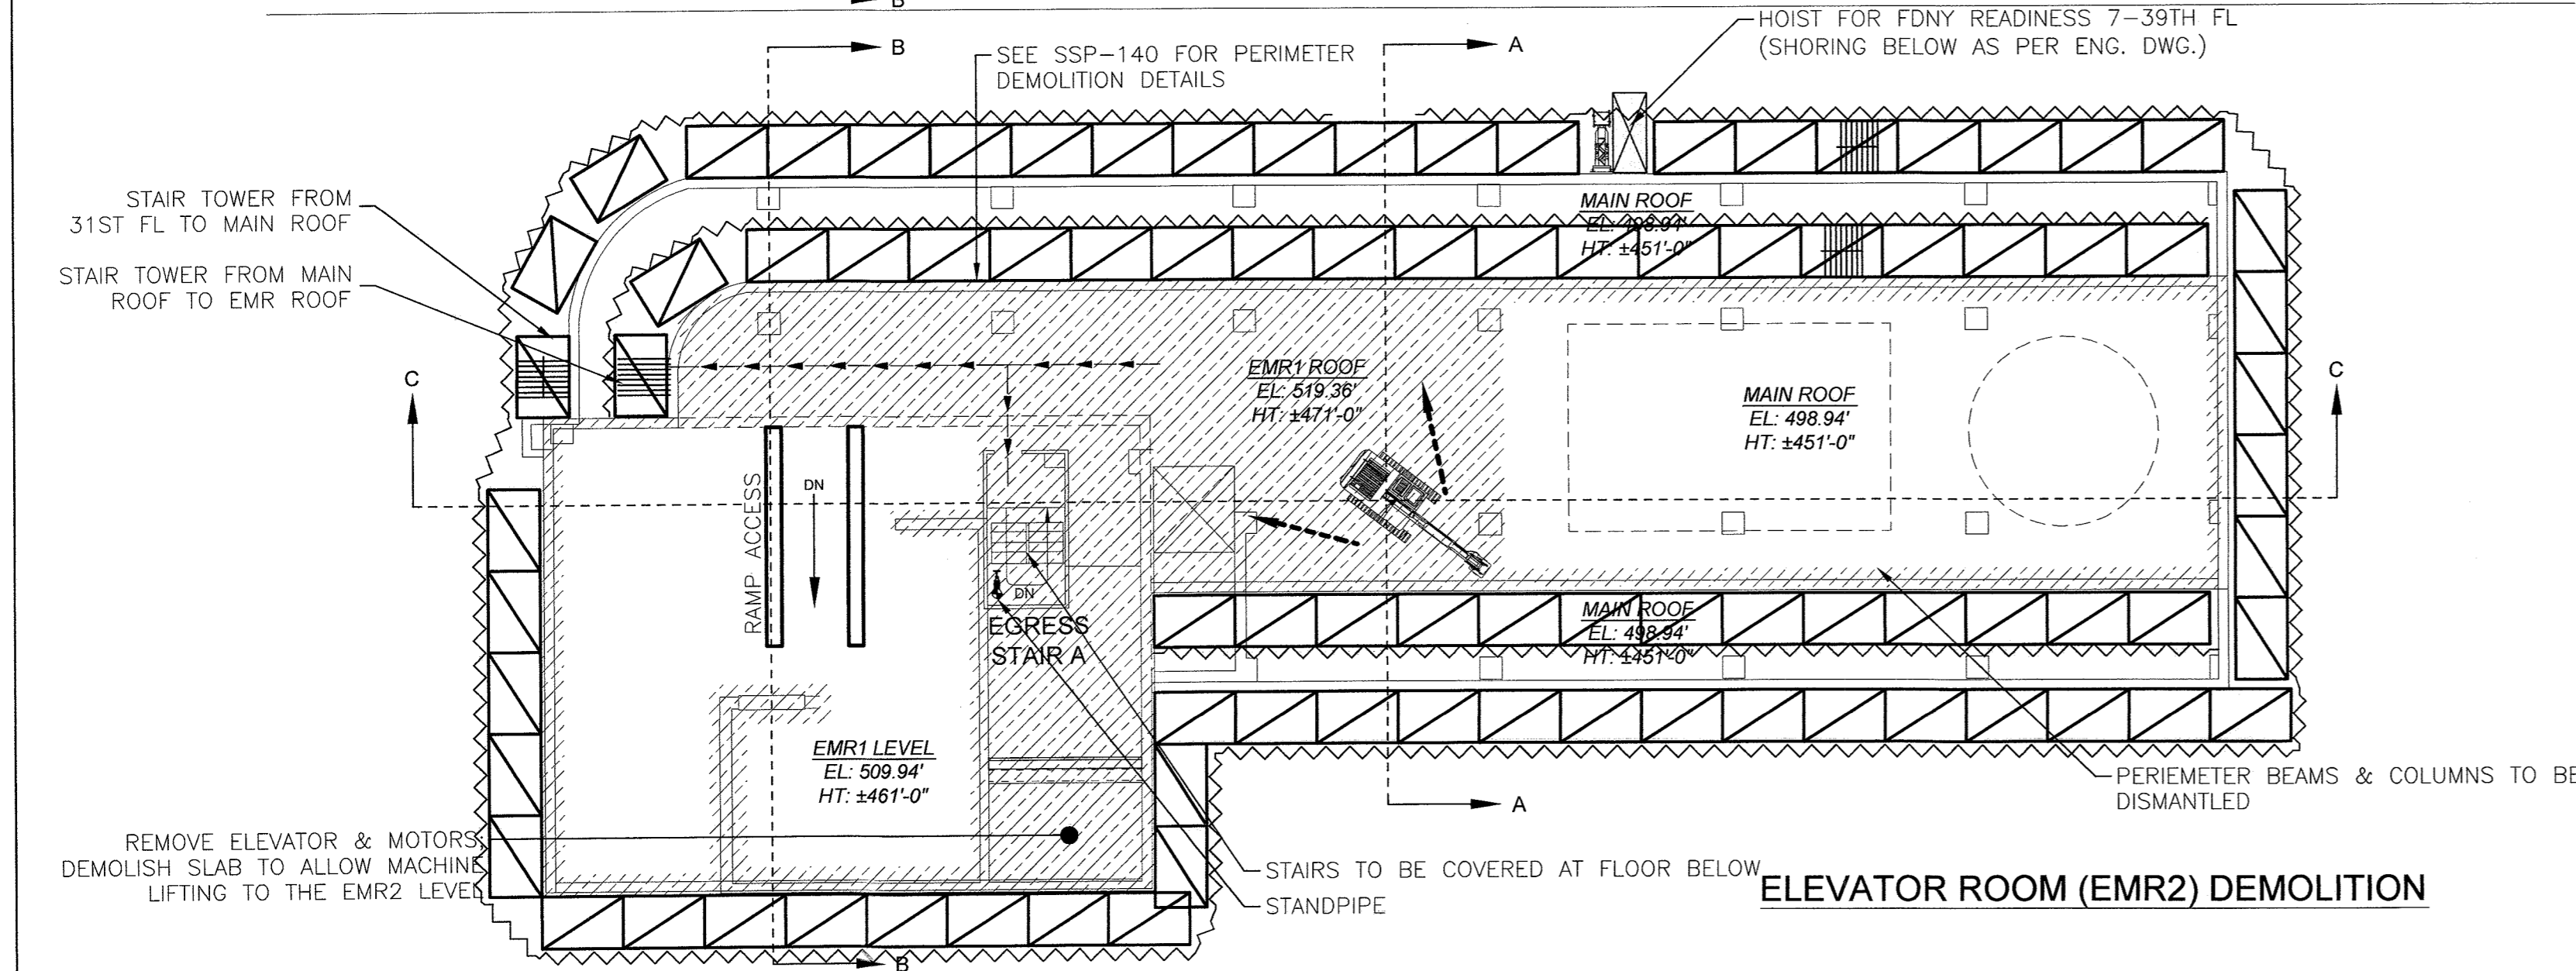 B
HOIST FOR FDNY READINESS 7-39TH FL
(SHORING BELOW AS PER ENG. DWG.)
B
A
SEE SSP-140 FOR PERIMETER
DEMOLITION DETAILS
STAIR TOWER FROM
31ST FL TO MAIN ROOF
STAIR TOWER FROM MAIN
ROOF TO EMR ROOF
MAIN ROOF
EL: 498.94'
HT: ±451'-0"
C
C
EMR1 ROOF
EL: 519.36'
HT: ±471'-0"
MAIN ROOF
EL: 498.94'
HT: ±451'-0"
RAMP ACCESS
DN
DN
EGRESS
STAIR A
MAIN ROOF
EL: 498.94'
HT: ±451'-0"
EMR1 LEVEL
EL: 509.94'
HT: ±461'-0"
PERIEMETER BEAMS & COLUMNS TO BE
DISMANTLED
A
REMOVE ELEVATOR & MOTORS;
DEMOLISH SLAB TO ALLOW MACHINE
LIFTING TO THE EMR2 LEVEL
STAIRS TO BE COVERED AT FLOOR BELOW
STANDPIPE
ELEVATOR ROOM (EMR2) DEMOLITION
B